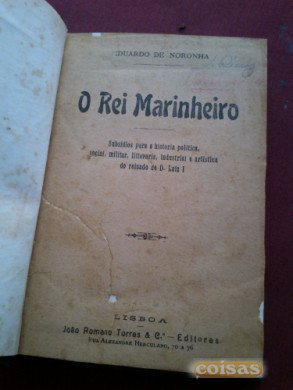 EDUARDO DE NORONHA
O Rei Marinheiro
Subsidios para a historia politica,
social, militar, litteraria, industrial e artistica
do reinado de D. Luiz I
LISBOA
João Romano Torres & C.ª — Editores
Rua Alexandre Herculano, 70 a 76
coisas